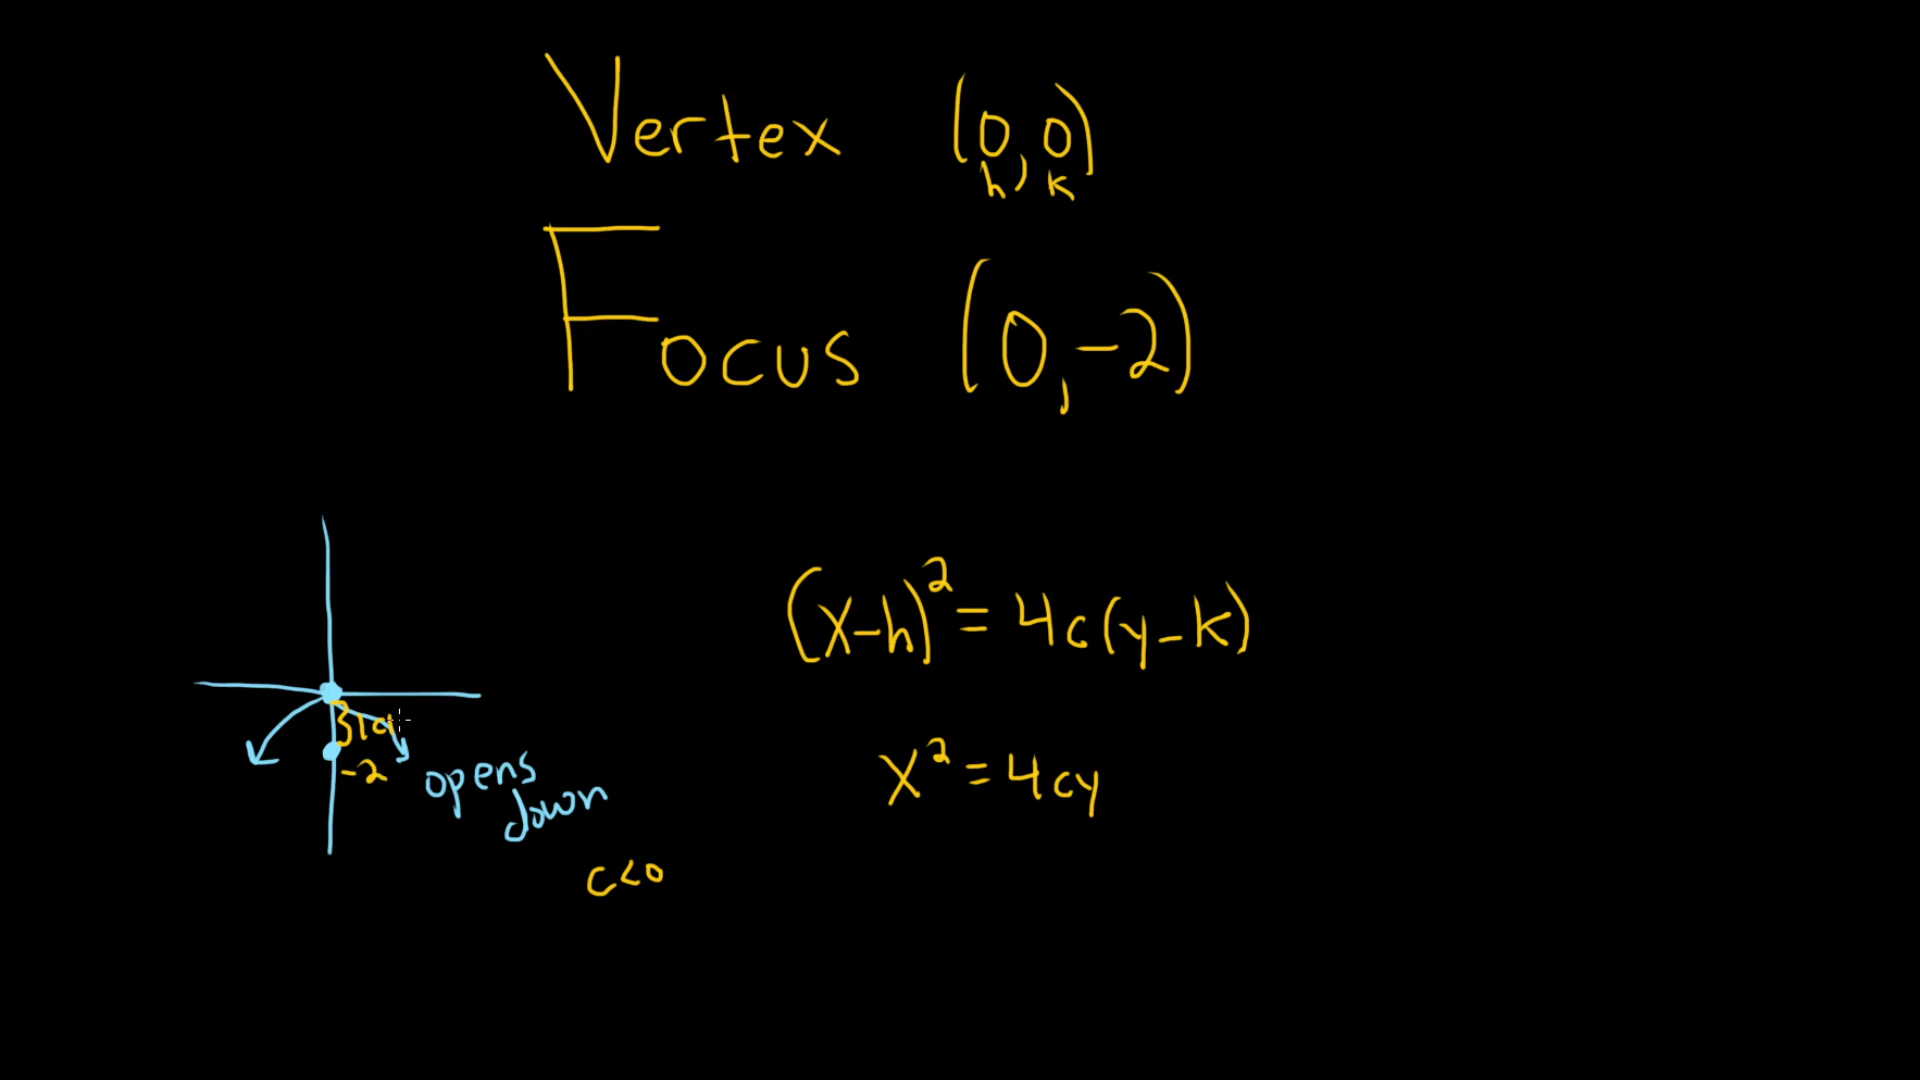 Vertex (0,0)
h, k
Focus (0,-2)
(x-h)² = 4c(y-k)
x² = 4cy
}|c|
-2
opens
down
c<0